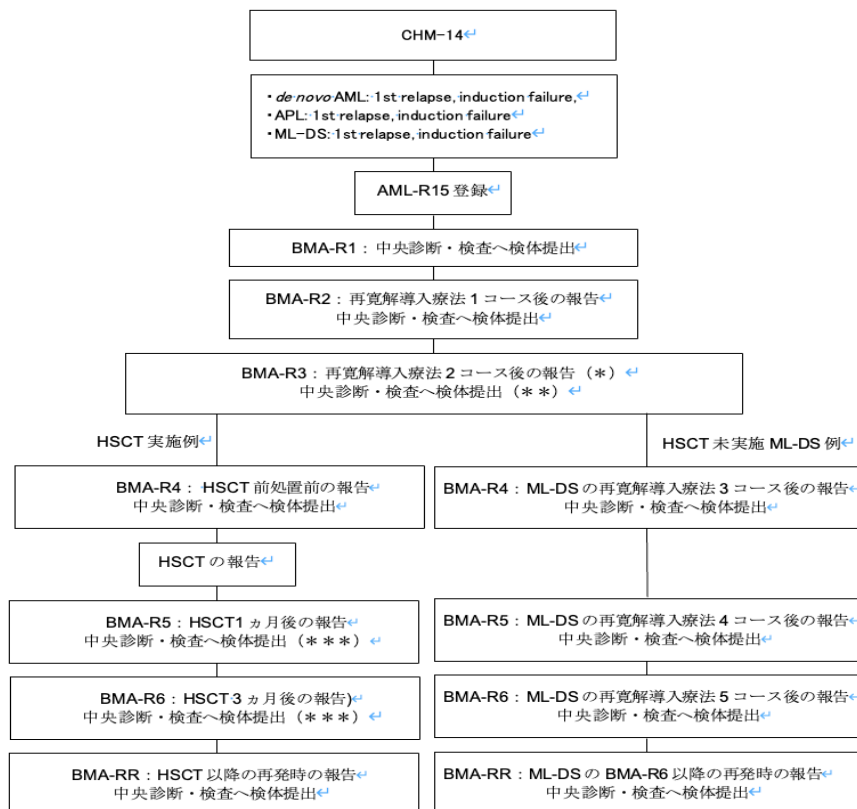 CHM-14↵
・de novo AML: 1st relapse, induction failure,↵
・APL: 1st relapse, induction failure↵
・ML-DS: 1st relapse, induction failure↵
AML-R15 登録↵
BMA-R1：中央診断・検査へ検体提出↵
BMA-R2：再寛解導入療法 1 コース後の報告↵
中央診断・検査へ検体提出↵
BMA-R3：再寛解導入療法 2 コース後の報告（＊）↵
中央診断・検査へ検体提出（＊＊）↵
HSCT 実施例↵
BMA-R4： HSCT 前処置前の報告↵
中央診断・検査へ検体提出↵
HSCT の報告↵
BMA-R5：HSCT1 ヵ月後の報告↵
中央診断・検査へ検体提出（＊＊＊）↵
BMA-R6：HSCT 3 ヵ月後の報告)↵
中央診断・検査へ検体提出（＊＊＊）↵
BMA-RR：HSCT 以降の再発時の報告↵
中央診断・検査へ検体提出↵
HSCT 未実施 ML-DS 例↵
BMA-R4：ML-DS の再寛解導入療法 3 コース後の報告↵
中央診断・検査へ検体提出↵
BMA-R5：ML-DS の再寛解導入療法 4 コース後の報告↵
中央診断・検査へ検体提出↵
BMA-R6：ML-DS の再寛解導入療法 5 コース後の報告↵
中央診断・検査へ検体提出↵
BMA-RR：ML-DS の BMA-R6 以降の再発時の報告↵
中央診断・検査へ検体提出↵